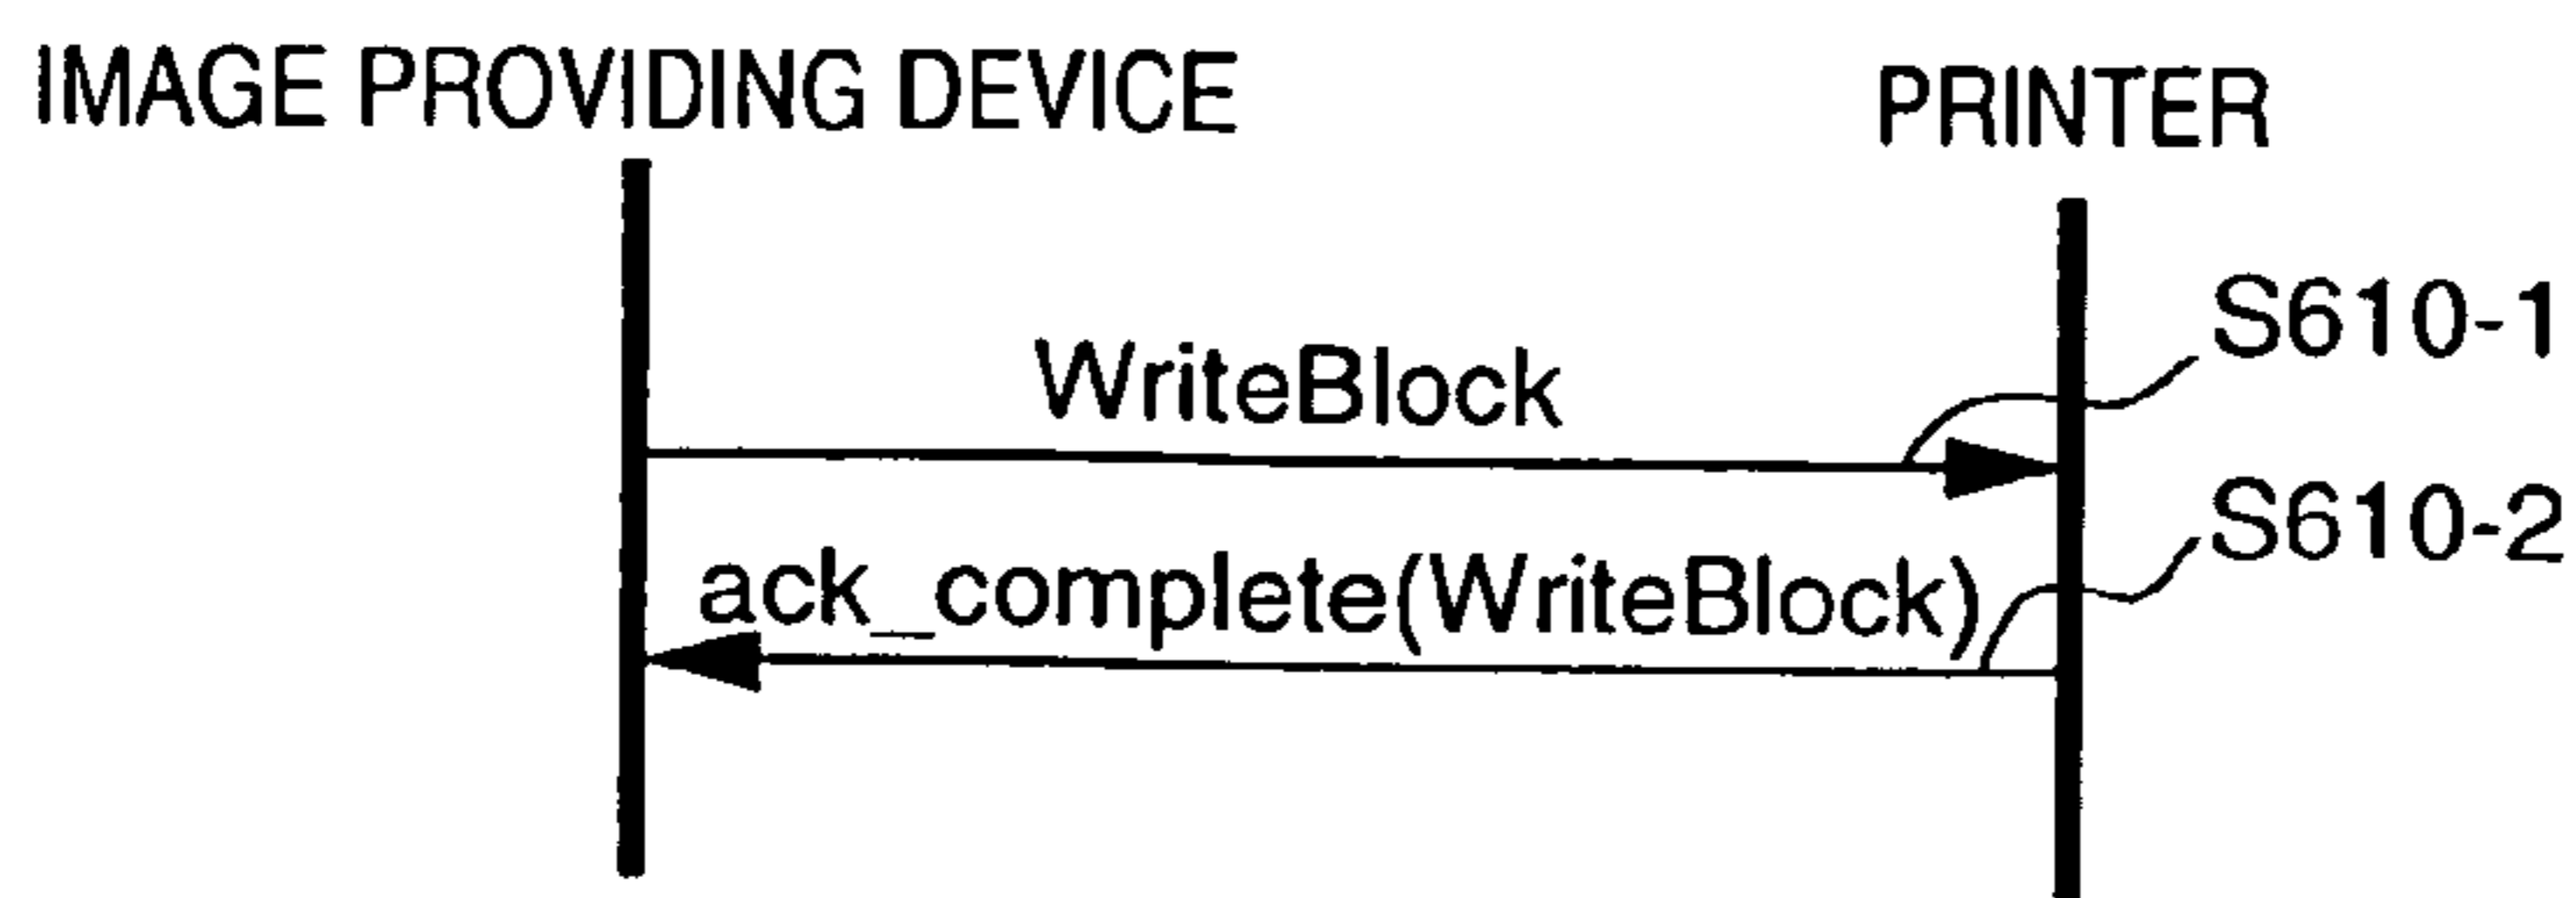 IMAGE PROVIDING DEVICE
PRINTER
S610-1
WriteBlock
S610-2
ack_complete(WriteBlock)